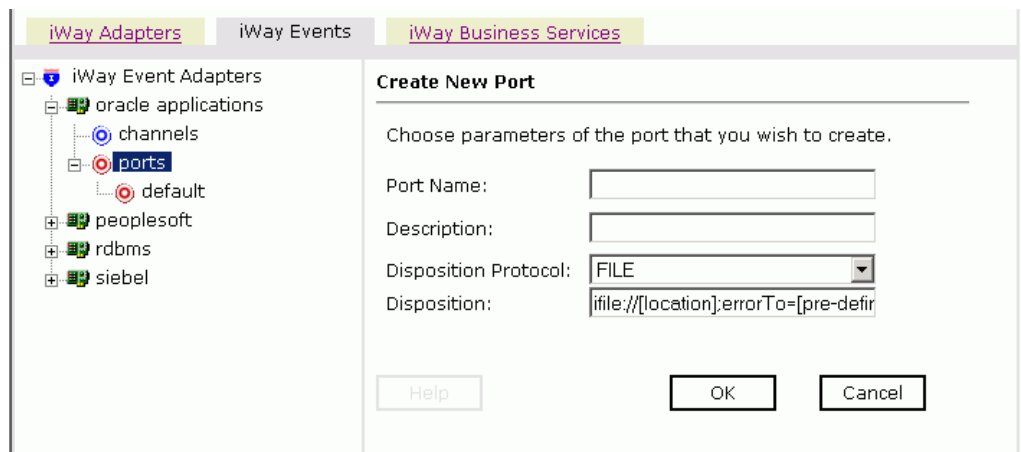 iWay Adapters iWay Events iWay Business Services
iWay Event Adapters
oracle applications
channels
ports
default
peoplesoft
rdbms
siebel
Create New Port
Choose parameters of the port that you wish to create.
Port Name:
Description:
Disposition Protocol: FILE
Disposition: ifile://[location];errorTo=[pre-defin
Help OK Cancel